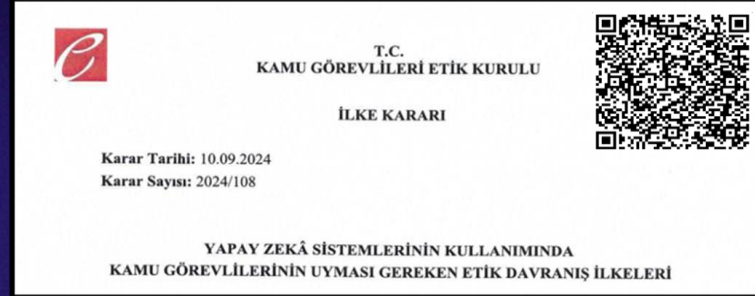 T.C.
KAMU GÖREVLİLERİ ETİK KURULU
İLKE KARARI
Karar Tarihi: 10.09.2024
Karar Sayısı: 2024/108
YAPAY ZEKÂ SİSTEMLERİNİN KULLANIMINDA
KAMU GÖREVLİLERİNİN UYMASI GEREKEN ETİK DAVRANIŞ İLKELERİ